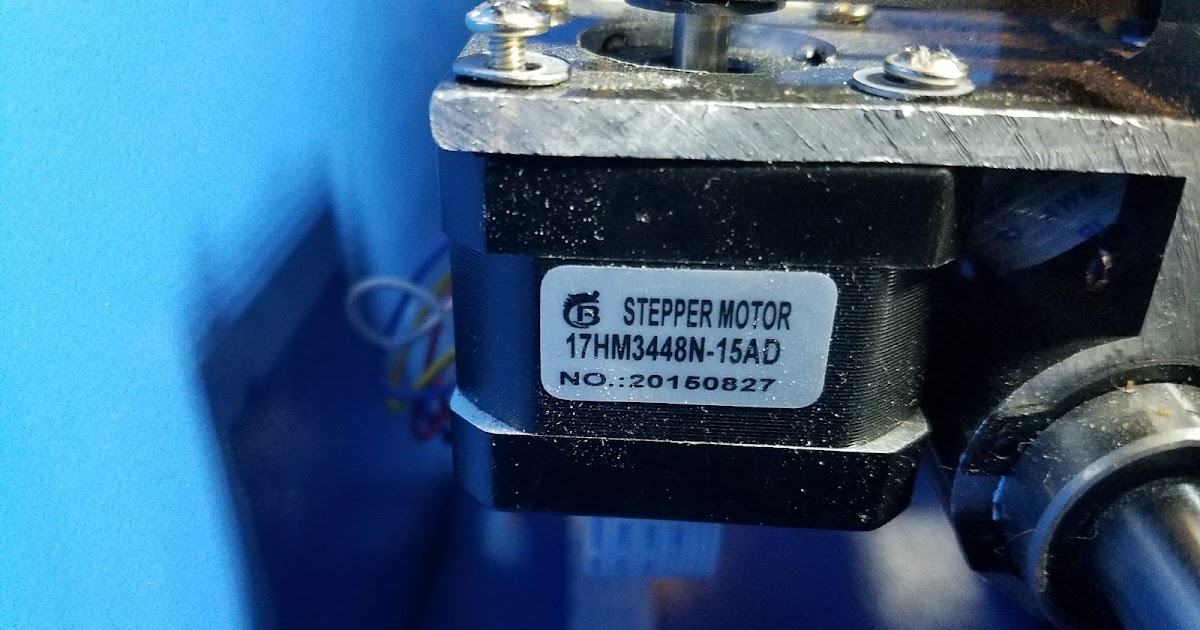 STEPPER MOTOR
17HM3448N-15AD
NO.:20150827